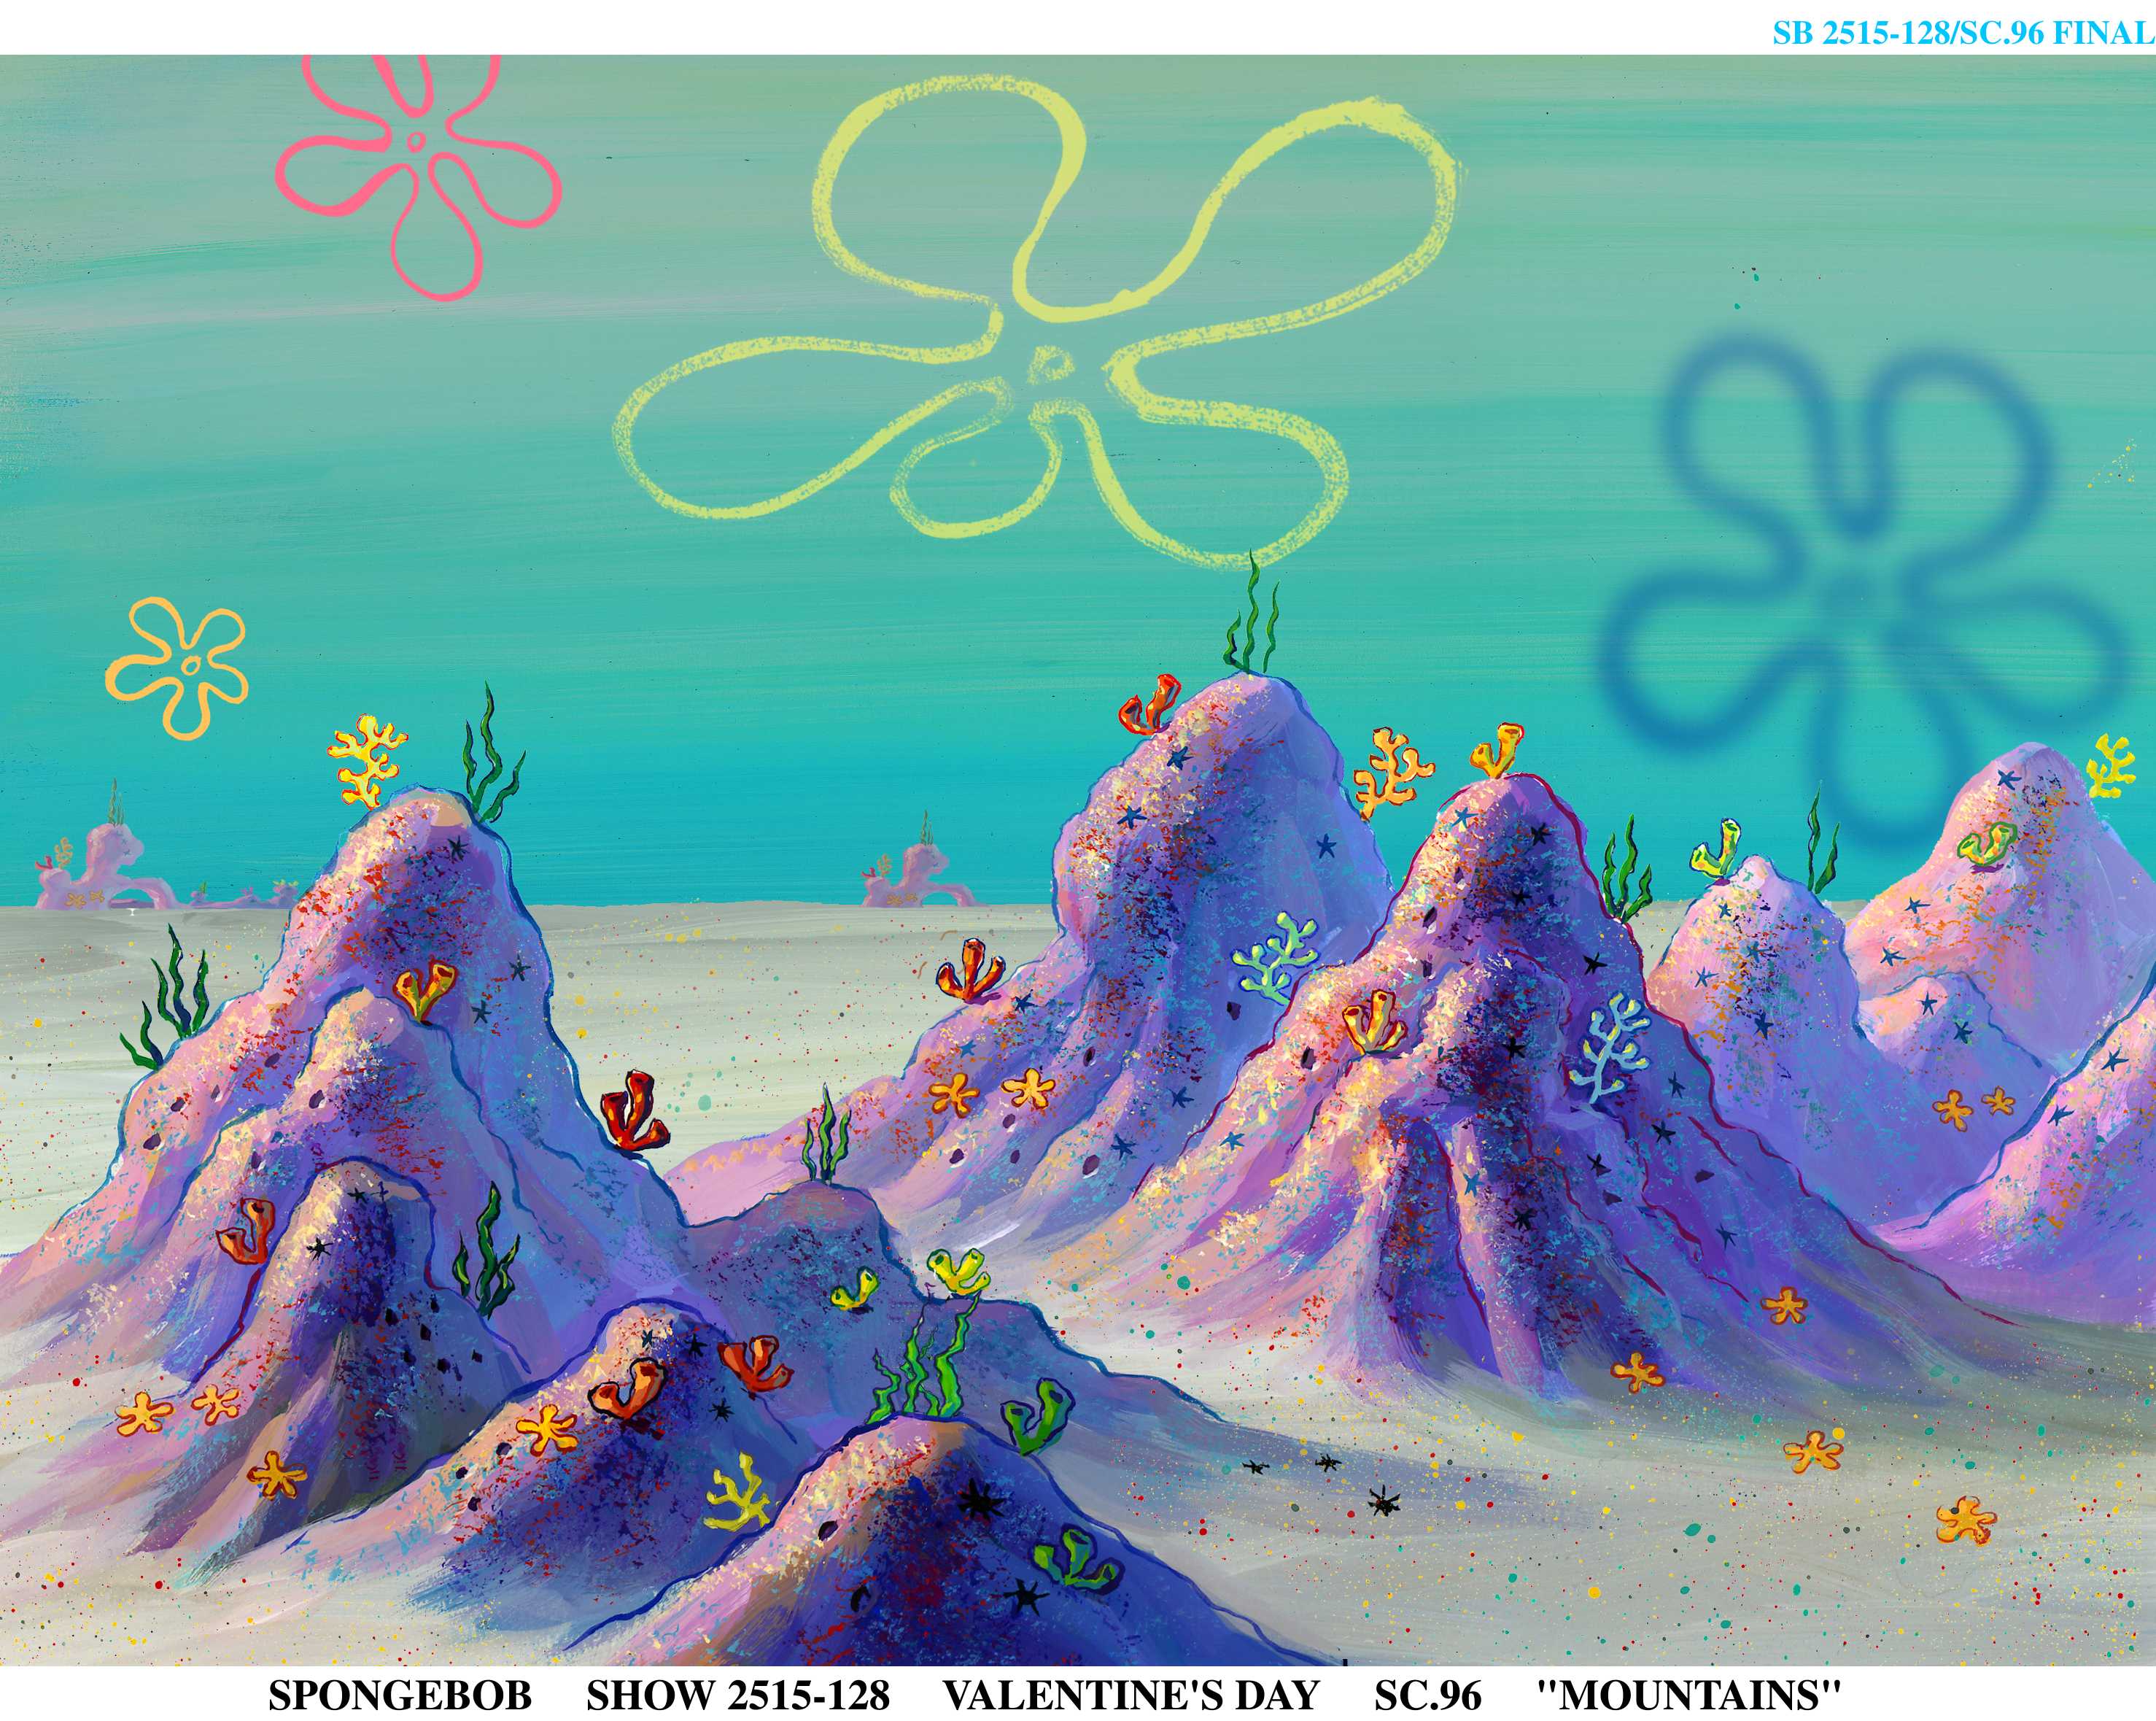 SB 2515-128/SC.96 FINAL
SPONGEBOB SHOW 2515-128 VALENTINE'S DAY SC.96 "MOUNTAINS"